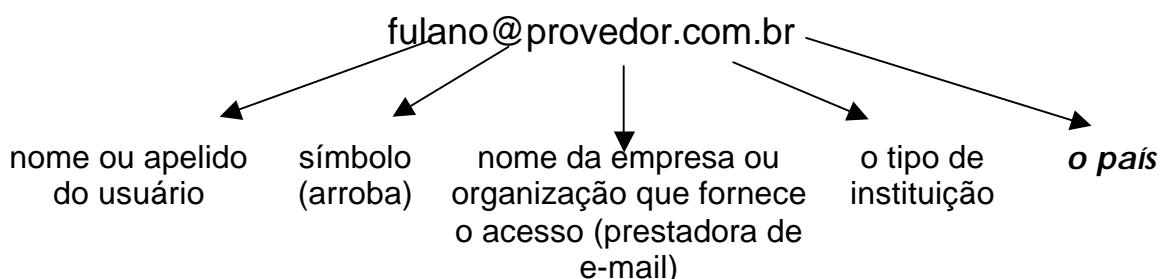 fulano@provedor.com.br
nome ou apelido
do usuário
símbolo
(arroba)
nome da empresa ou
organização que fornece
o acesso (prestadora de
e-mail)
o tipo de
instituição
o país